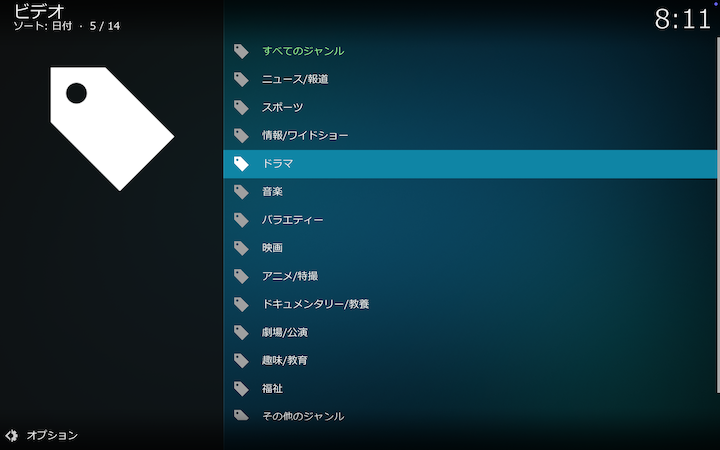 ビデオ
ソート: 日付 · 5 / 14
8:11
すべてのジャンル
ニュース/報道
スポーツ
情報/ワイドショー
ドラマ
音楽
バラエティー
映画
アニメ/特撮
ドキュメンタリー/教養
劇場/公演
趣味/教育
福祉
その他のジャンル
オプション